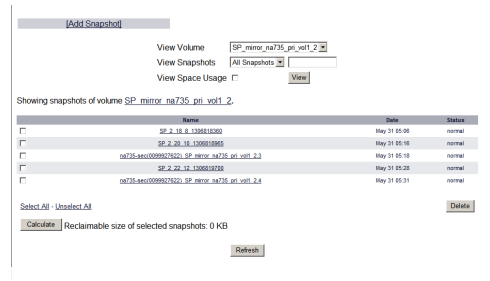 [Add Snapshot]
View Volume SP_mirror_na735_pri_vol1_2
View Snapshots All Snapshots
View Space Usage View
Showing snapshots of volume SP_mirror_na735_pri_vol1_2.
Name Date Status
SP_2_18_8_1306818360 May 31 05:06 normal
SP_2_20_10_1306818965 May 31 05:16 normal
na735-sec(0099927622)_SP_mirror_na735_pri_vol1_2.3 May 31 05:18 normal
SP_2_22_12_1306819700 May 31 05:28 normal
na735-sec(0099927622)_SP_mirror_na735_pri_vol1_2.4 May 31 05:31 normal
Select All - Unselect All Delete
Calculate Reclaimable size of selected snapshots: 0 KB
Refresh